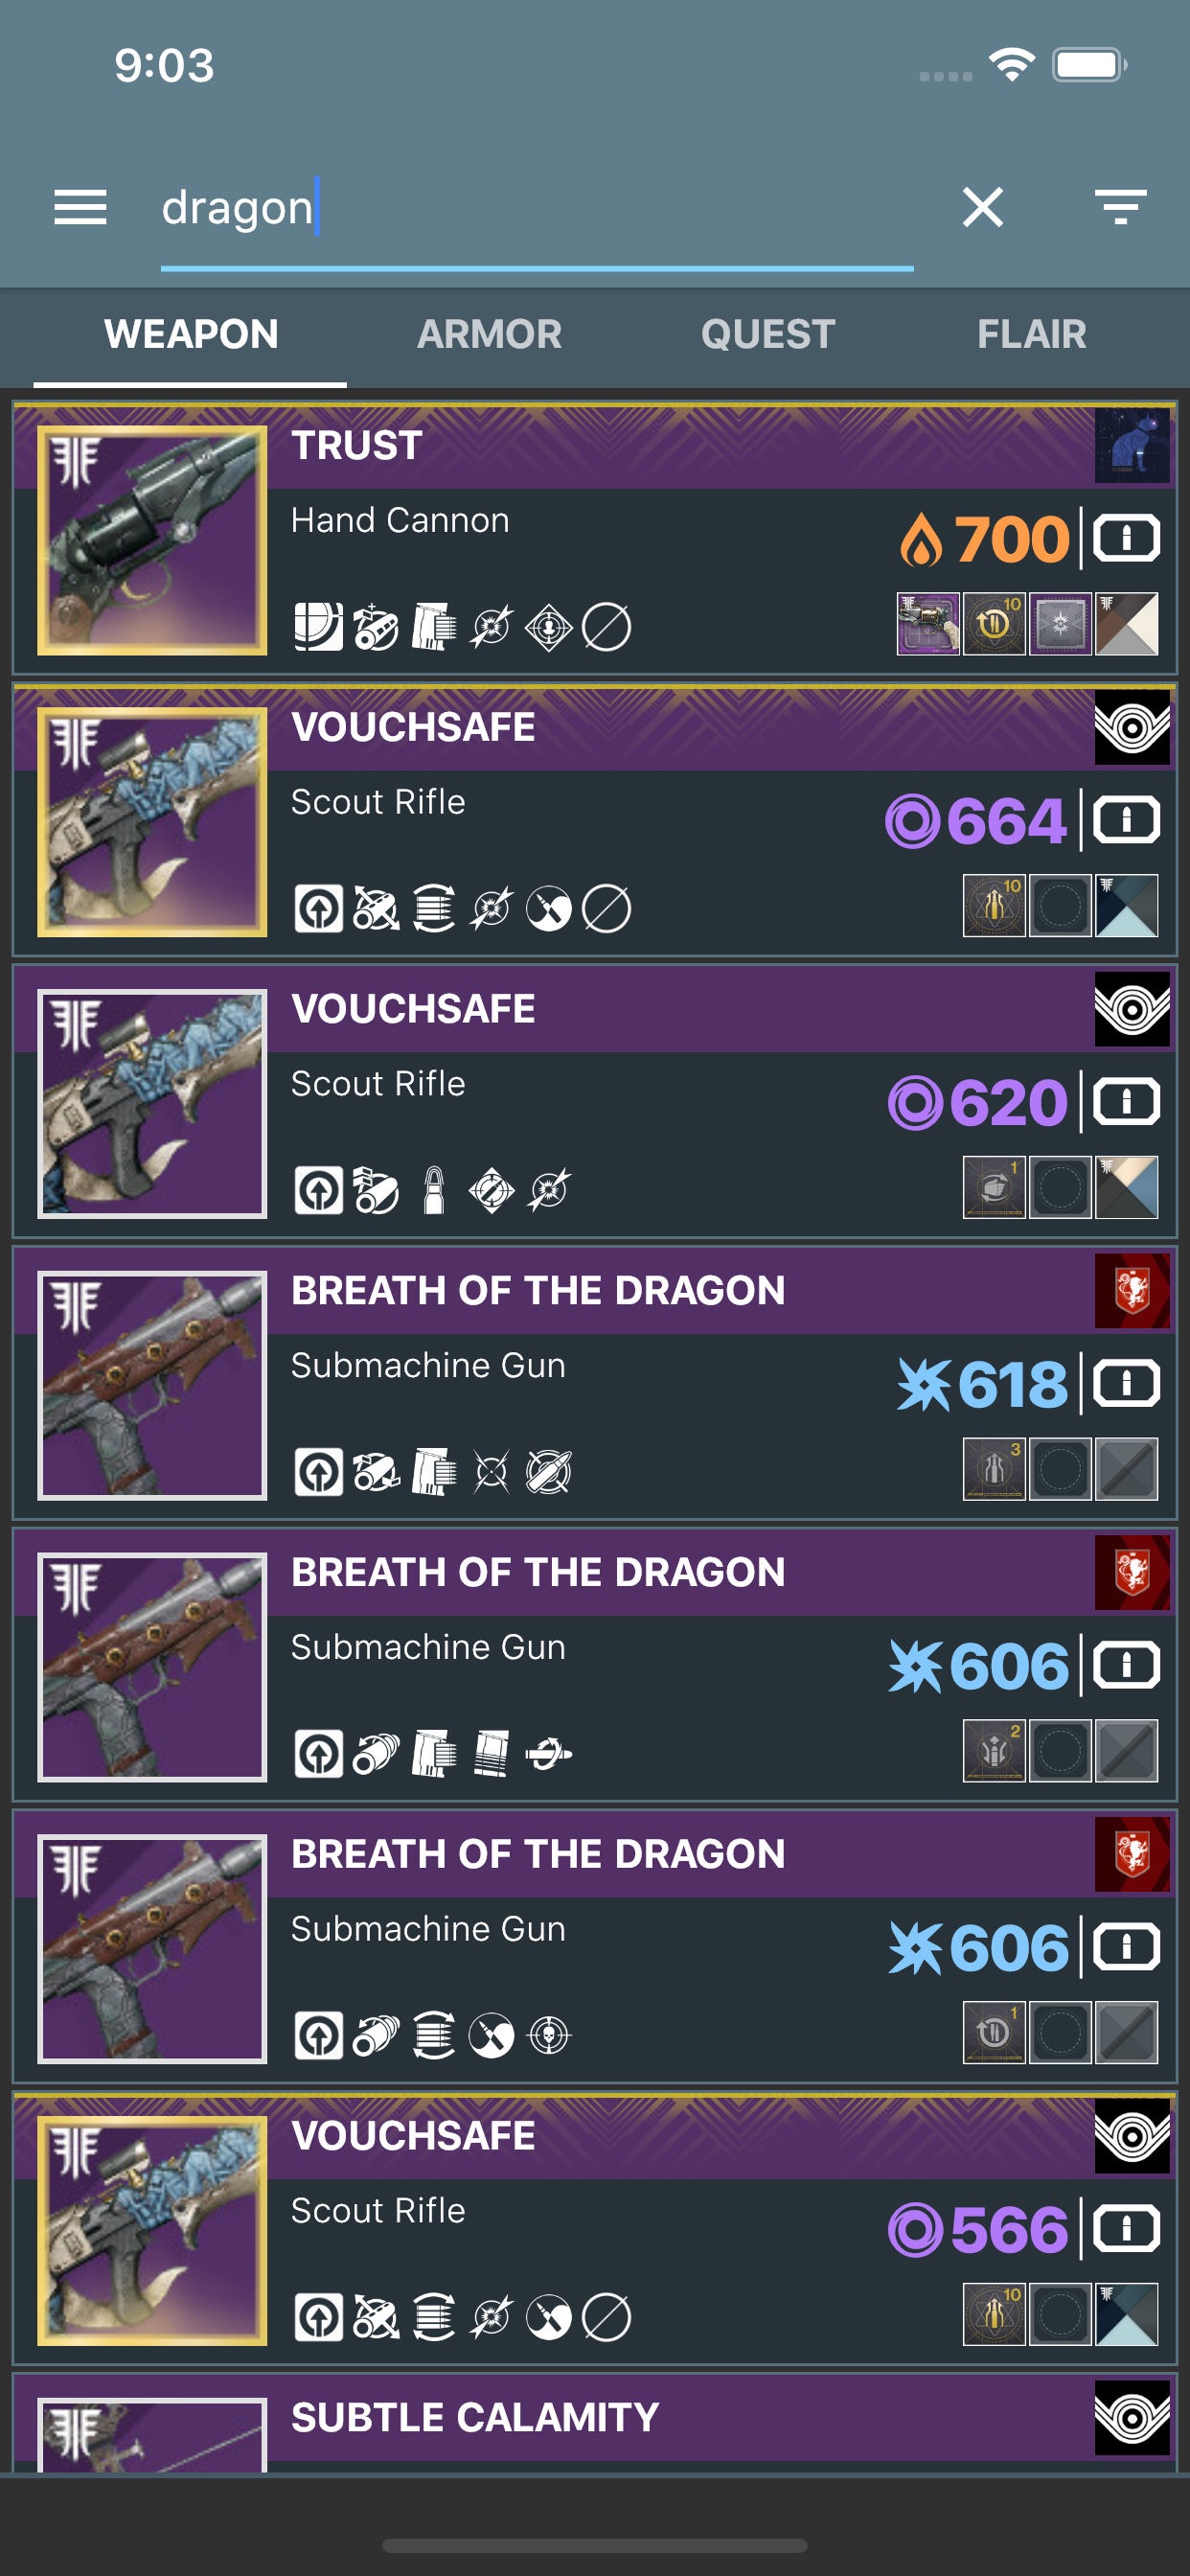 9:03
dragon
WEAPON ARMOR QUEST FLAIR
TRUST
Hand Cannon
700
10
VOUCHSAFE
Scout Rifle
664
10
VOUCHSAFE
Scout Rifle
620
1
BREATH OF THE DRAGON
Submachine Gun
618
3
BREATH OF THE DRAGON
Submachine Gun
606
2
BREATH OF THE DRAGON
Submachine Gun
606
1
VOUCHSAFE
Scout Rifle
566
10
SUBTLE CALAMITY